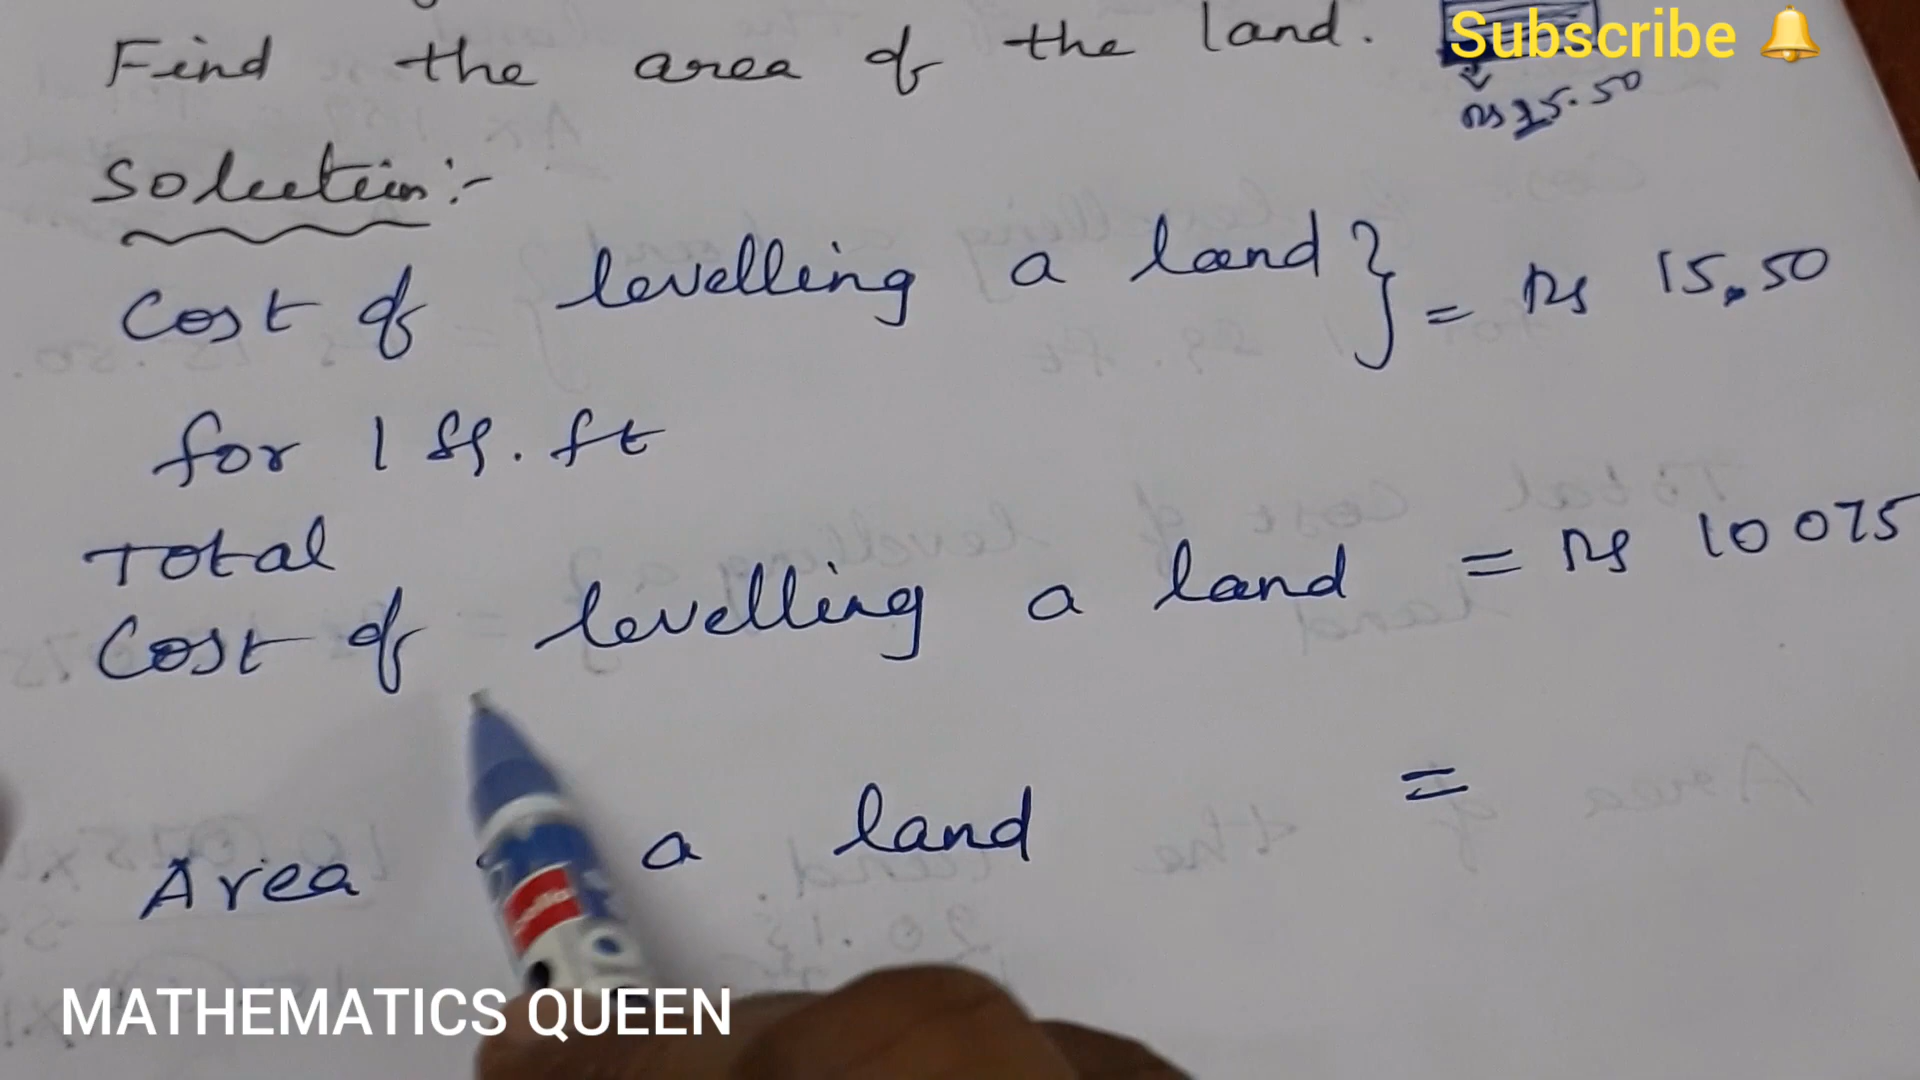 Find the area of the land.
Subscribe
Rs 15.50
Solution:-
Cost of levelling a land } = Rs 15.50
for 1 sq. ft
Total
Cost of levelling a land = Rs 10075
Area a land =
MATHEMATICS QUEEN